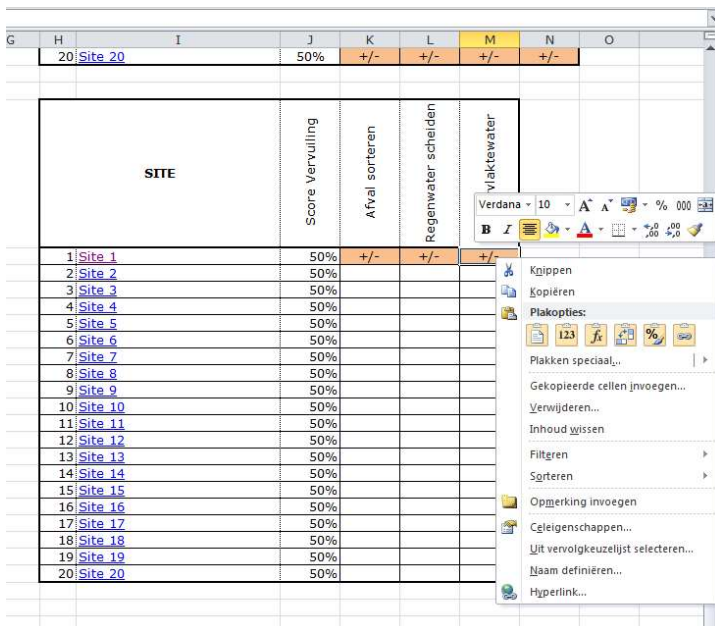 G H I J K L M N O
20 Site 20 50% +/- +/- +/- +/-
SITE
Score Vervuiling
Afval sorteren
Regenwater scheiden
vlaktewater
Verdana 10 A A % 000
B I A ,00 ,00
1 Site 1 50% +/- +/- +/-
2 Site 2 50%
3 Site 3 50%
4 Site 4 50%
5 Site 5 50%
6 Site 6 50%
7 Site 7 50%
8 Site 8 50%
9 Site 9 50%
10 Site 10 50%
11 Site 11 50%
12 Site 12 50%
13 Site 13 50%
14 Site 14 50%
15 Site 15 50%
16 Site 16 50%
17 Site 17 50%
18 Site 18 50%
19 Site 19 50%
20 Site 20 50%
Knippen
Kopiëren
Plakopties:
123 fx %
Plakken speciaal...
Gekopieerde cellen invoegen...
Verwijderen...
Inhoud wissen
Filteren
Sorteren
Opmerking invoegen
Celeigenschappen...
Uit vervolgkeuzelijst selecteren...
Naam definiëren...
Hyperlink...